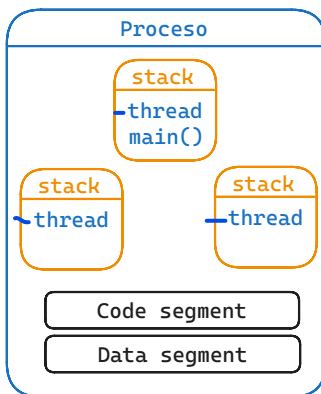 Proceso
stack
thread
main()
stack
thread
stack
thread
Code segment
Data segment